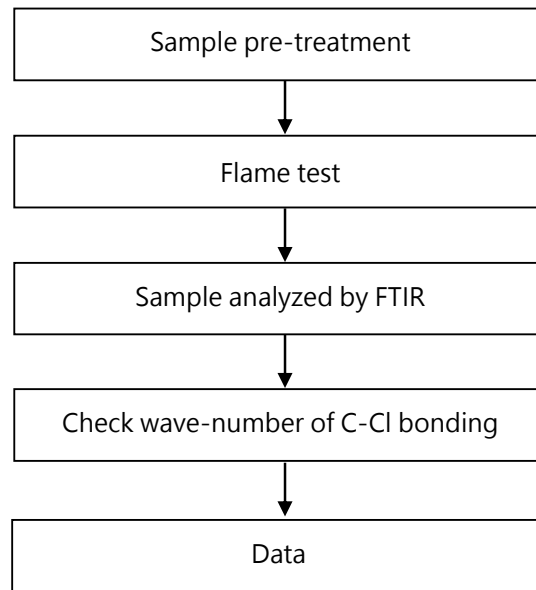 Sample pre-treatment
Flame test
Sample analyzed by FTIR
Check wave-number of C-Cl bonding
Data